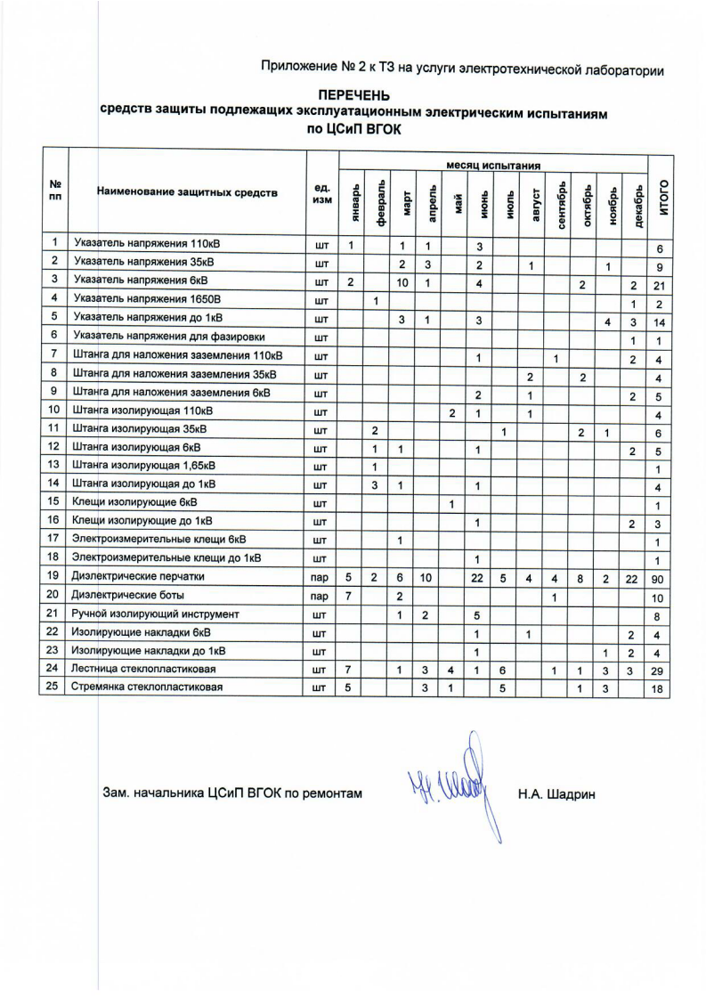 Приложение № 2 к ТЗ на услуги электротехнической лаборатории
ПЕРЕЧЕНЬ
средств защиты подлежащих эксплуатационным электрическим испытаниям
по ЦСиП ВГОК
№ пп Наименование защитных средств ед. изм месяц испытания ИТОГО
январь февраль март апрель май июнь июль август сентябрь октябрь ноябрь декабрь
1 Указатель напряжения 110кВ шт 1 1 1 3 6
2 Указатель напряжения 35кВ шт 2 3 2 1 1 9
3 Указатель напряжения 6кВ шт 2 10 1 4 2 2 21
4 Указатель напряжения 1650В шт 1 1 2
5 Указатель напряжения до 1кВ шт 3 1 3 4 3 14
6 Указатель напряжения для фазировки шт 1 1
7 Штанга для наложения заземления 110кВ шт 1 1 2 4
8 Штанга для наложения заземления 35кВ шт 2 2 4
9 Штанга для наложения заземления 6кВ шт 2 1 2 5
10 Штанга изолирующая 110кВ шт 2 1 1 4
11 Штанга изолирующая 35кВ шт 2 1 2 1 6
12 Штанга изолирующая 6кВ шт 1 1 1 2 5
13 Штанга изолирующая 1,65кВ шт 1 1
14 Штанга изолирующая до 1кВ шт 3 1 1 4
15 Клещи изолирующие 6кВ шт 1 1
16 Клещи изолирующие до 1кВ шт 1 2 3
17 Электроизмерительные клещи 6кВ шт 1 1
18 Электроизмерительные клещи до 1кВ шт 1 1
19 Диэлектрические перчатки пар 5 2 6 10 22 5 4 4 8 2 22 90
20 Диэлектрические боты пар 7 2 1 10
21 Ручной изолирующий инструмент шт 1 2 5 8
22 Изолирующие накладки 6кВ шт 1 1 2 4
23 Изолирующие накладки до 1кВ шт 1 1 2 4
24 Лестница стеклопластиковая шт 7 1 3 4 1 6 1 1 3 3 29
25 Стремянка стеклопластиковая шт 5 3 1 5 1 3 18
Зам. начальника ЦСиП ВГОК по ремонтам Н.А. Шадрин